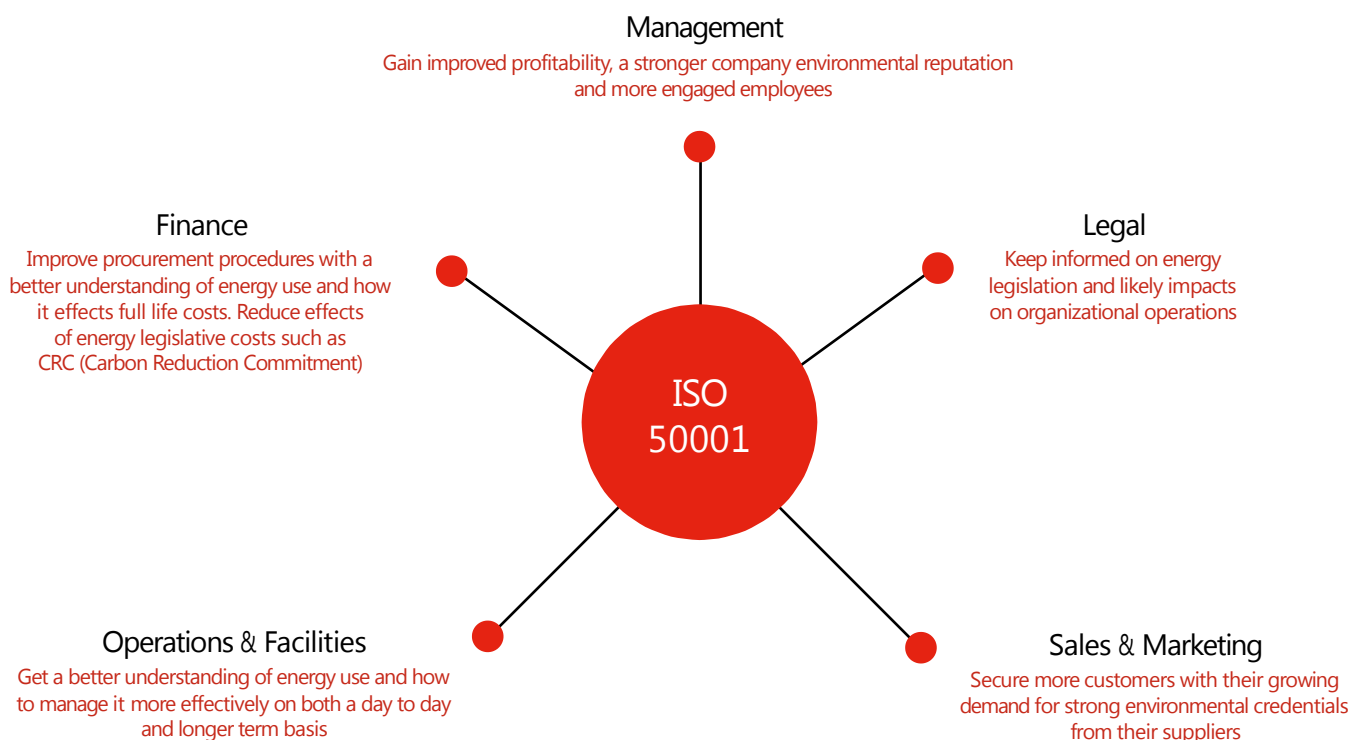 Management
Gain improved profitability, a stronger company environmental reputation
and more engaged employees
Finance
Improve procurement procedures with a
better understanding of energy use and how
it effects full life costs. Reduce effects
of energy legislative costs such as
CRC (Carbon Reduction Commitment)
Legal
Keep informed on energy
legislation and likely impacts
on organizational operations
ISO
50001
Operations & Facilities
Get a better understanding of energy use and how
to manage it more effectively on both a day to day
and longer term basis
Sales & Marketing
Secure more customers with their growing
demand for strong environmental credentials
from their suppliers